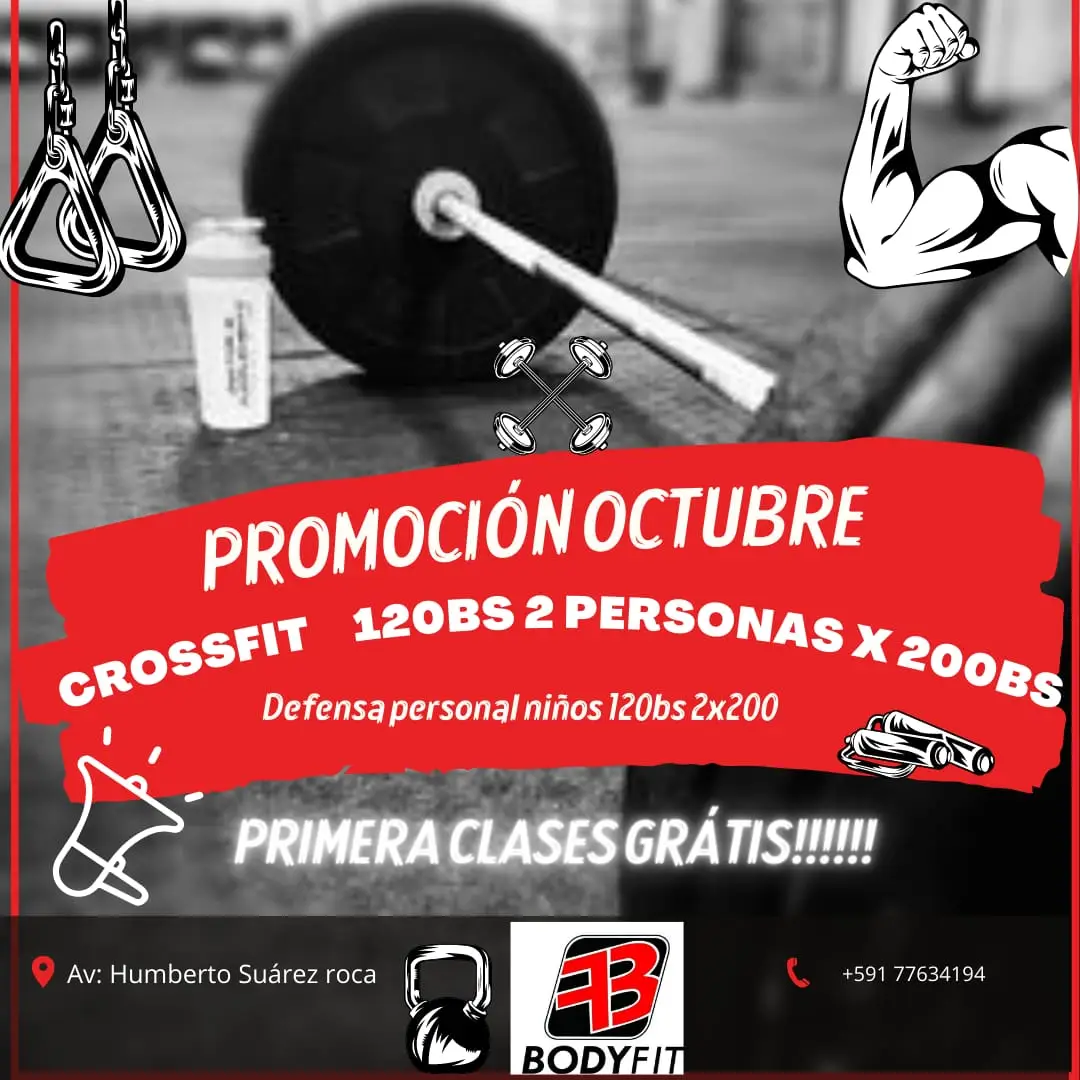 PROMOCIÓN OCTUBRE
CROSSFIT 120BS 2 PERSONAS X 200BS
Defensa personal niños 120bs 2x200
PRIMERA CLASES GRÁTIS!!!!!!
Av: Humberto Suárez roca
FB
BODYFIT
+591 77634194